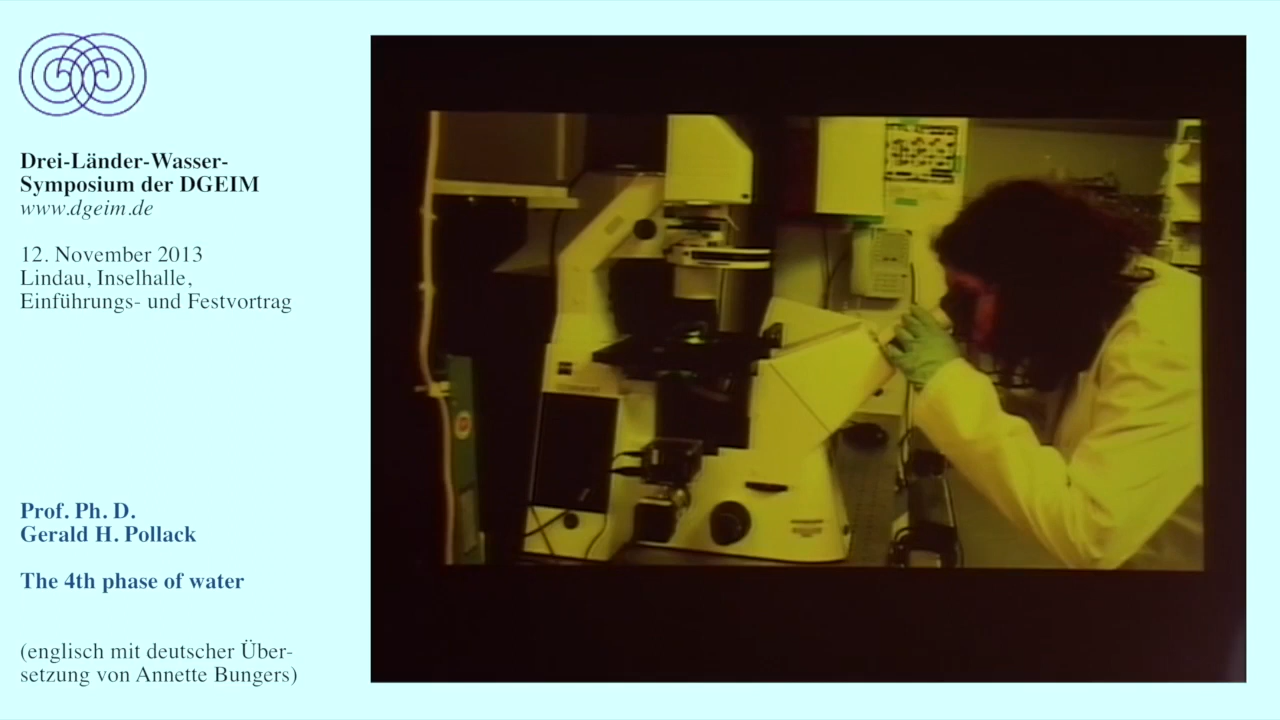 Drei-Länder-Wasser-
Symposium der DGEIM
www.dgeim.de
12. November 2013
Lindau, Inselhalle,
Einführungs- und Festvortrag
Prof. Ph. D.
Gerald H. Pollack
The 4th phase of water
(englisch mit deutscher Über-
setzung von Annette Bungers)